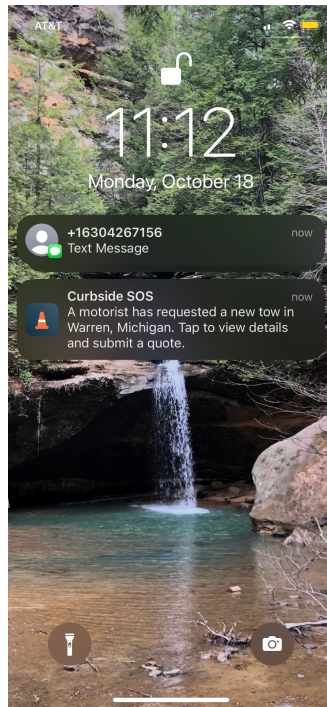 AT&T
11:12
Monday, October 18
+16304267156
now
Text Message
Curbside SOS
now
A motorist has requested a new tow in
Warren, Michigan. Tap to view details
and submit a quote.